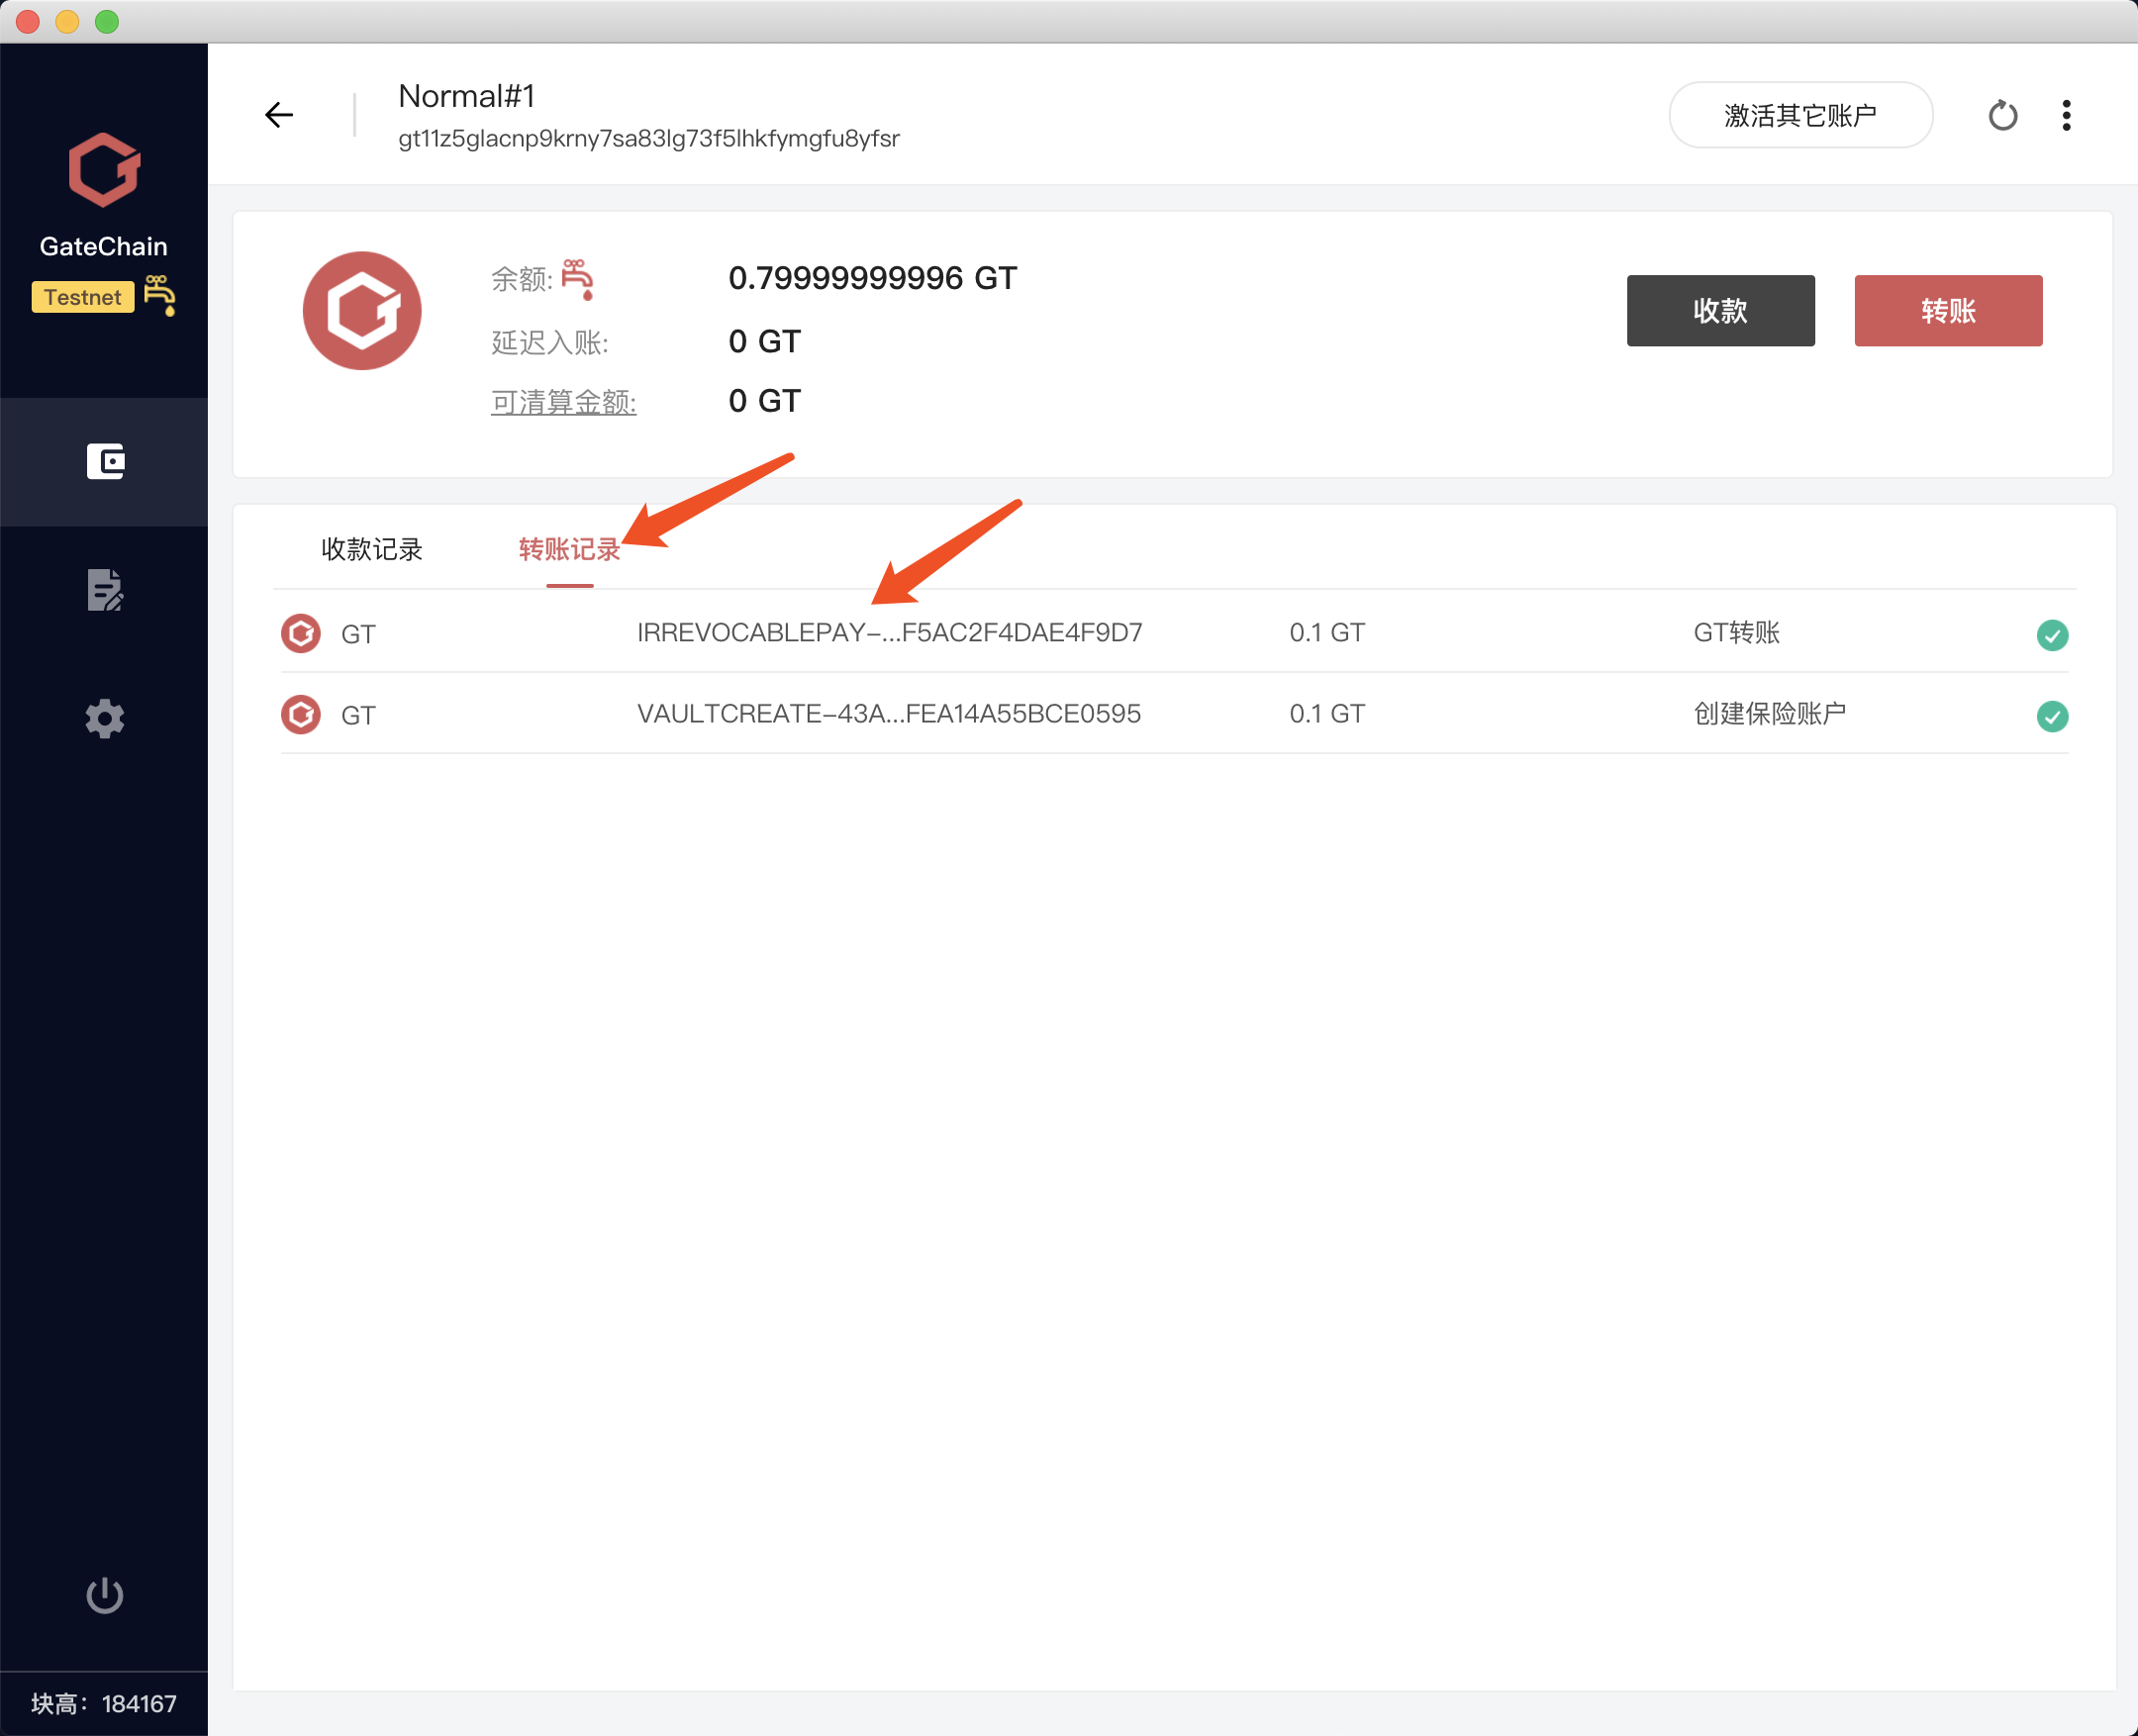 GateChain
Testnet
块高：184167
Normal#1
gt11z5glacnp9krny7sa83lg73f5lhkfymgfu8yfsr
激活其它账户
余额:
0.79999999996 GT
延迟入账:
0 GT
可清算金额:
0 GT
收款
转账
收款记录
转账记录
GT
IRREVOCABLEPAY-...F5AC2F4DAE4F9D7
0.1 GT
GT转账
GT
VAULTCREATE-43A...FEA14A55BCE0595
0.1 GT
创建保险账户